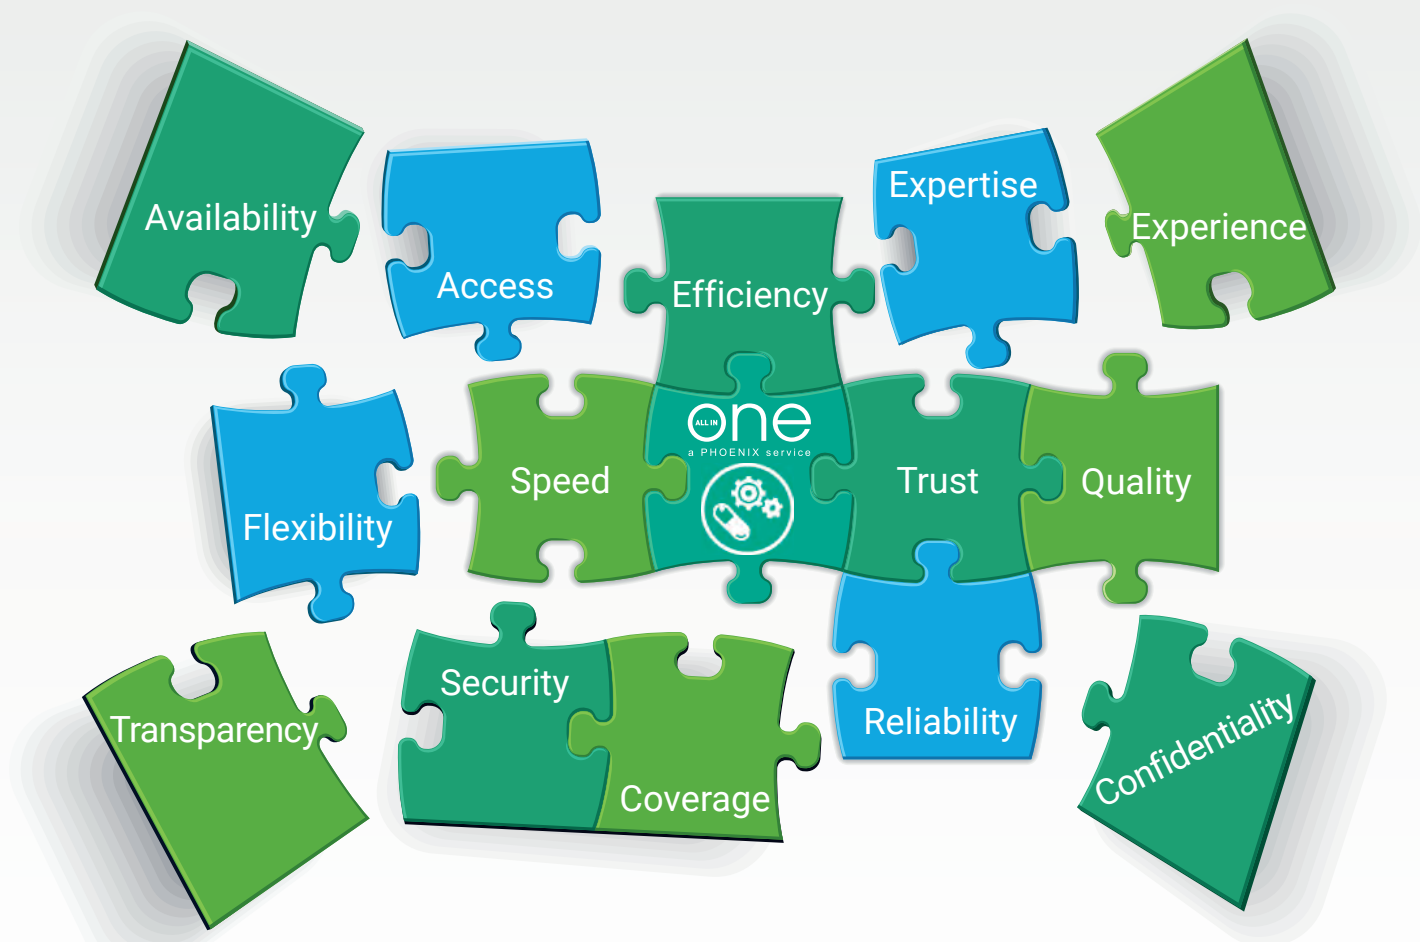 Availability
Access
Efficiency
Expertise
Experience
Flexibility
Speed
ALL IN
one
a PHOENIX service
Trust
Quality
Transparency
Security
Coverage
Reliability
Confidentiality